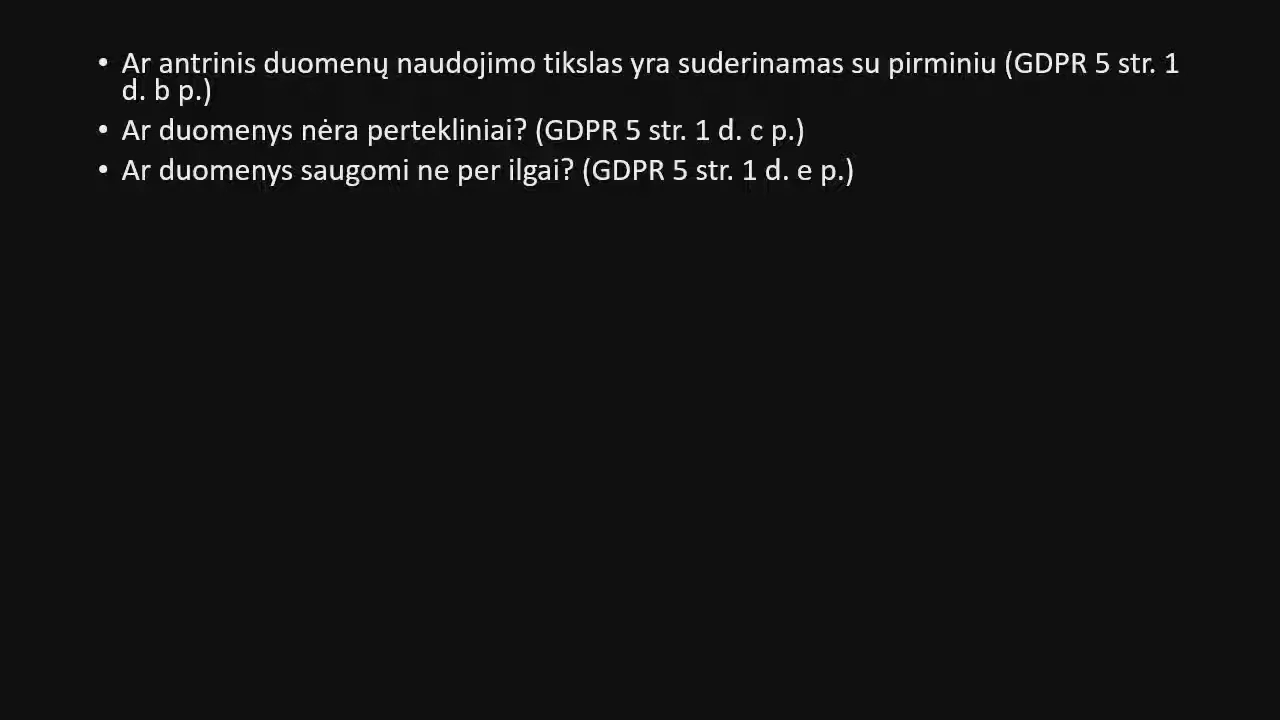 • Ar antrinis duomenų naudojimo tikslas yra suderinamas su pirminiu (GDPR 5 str. 1
d. b p.)
• Ar duomenys nėra pertekliniai? (GDPR 5 str. 1 d. c p.)
• Ar duomenys saugomi ne per ilgai? (GDPR 5 str. 1 d. e p.)